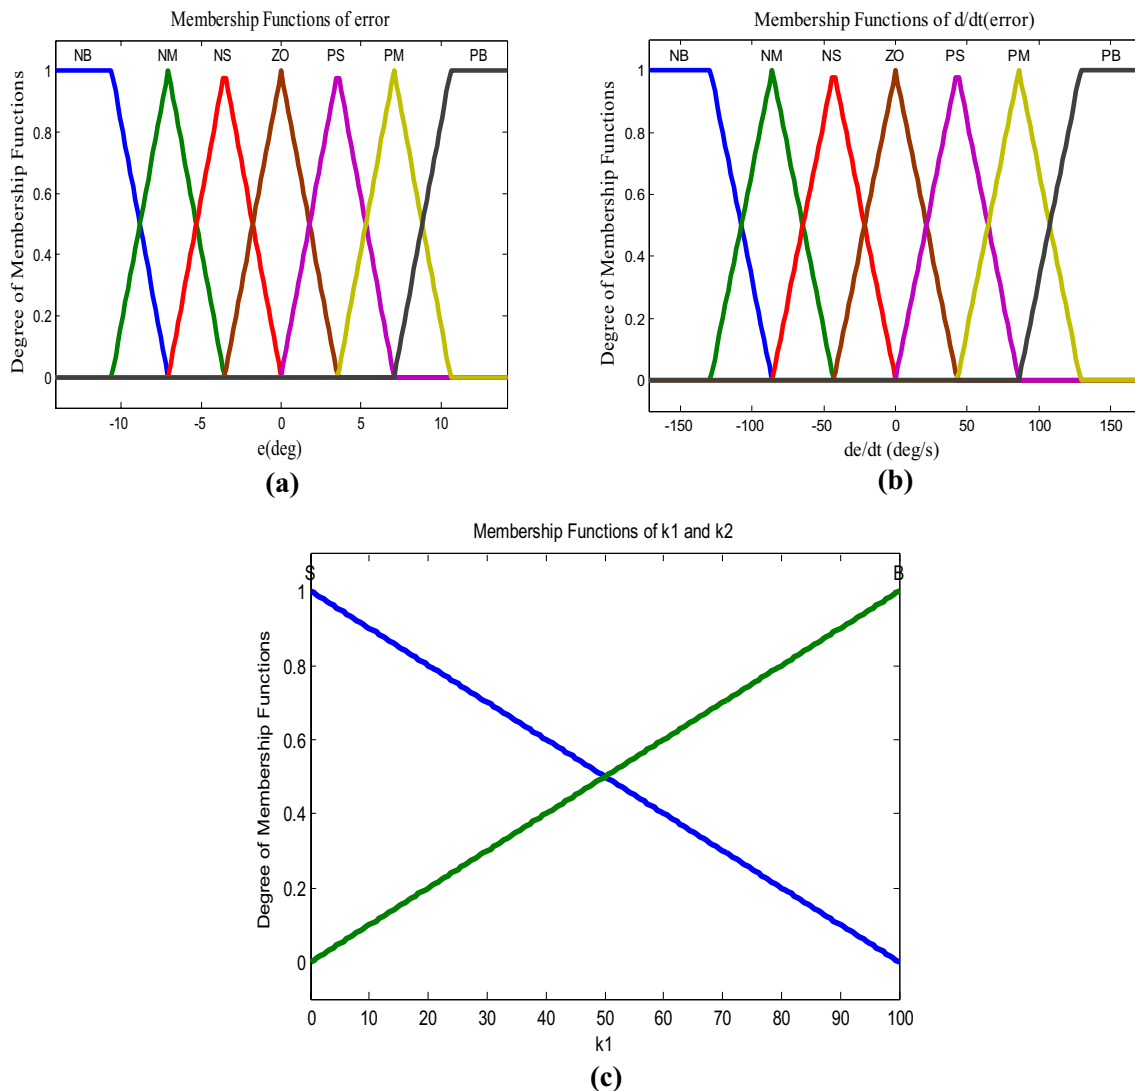 Membership Functions of error
NB NM NS ZO PS PM PB
1
0.8
0.6
0.4
0.2
0
Degree of Membership Functions
-10 -5 0 5 10
e(deg)
(a)
Membership Functions of d/dt(error)
NB NM NS ZO PS PM PB
1
0.8
0.6
0.4
0.2
0
Degree of Membership Functions
-150 -100 -50 0 50 100 150
de/dt (deg/s)
(b)
Membership Functions of k1 and k2
S B
1
0.8
0.6
0.4
0.2
0
Degree of Membership Functions
0 10 20 30 40 50 60 70 80 90 100
k1
(c)